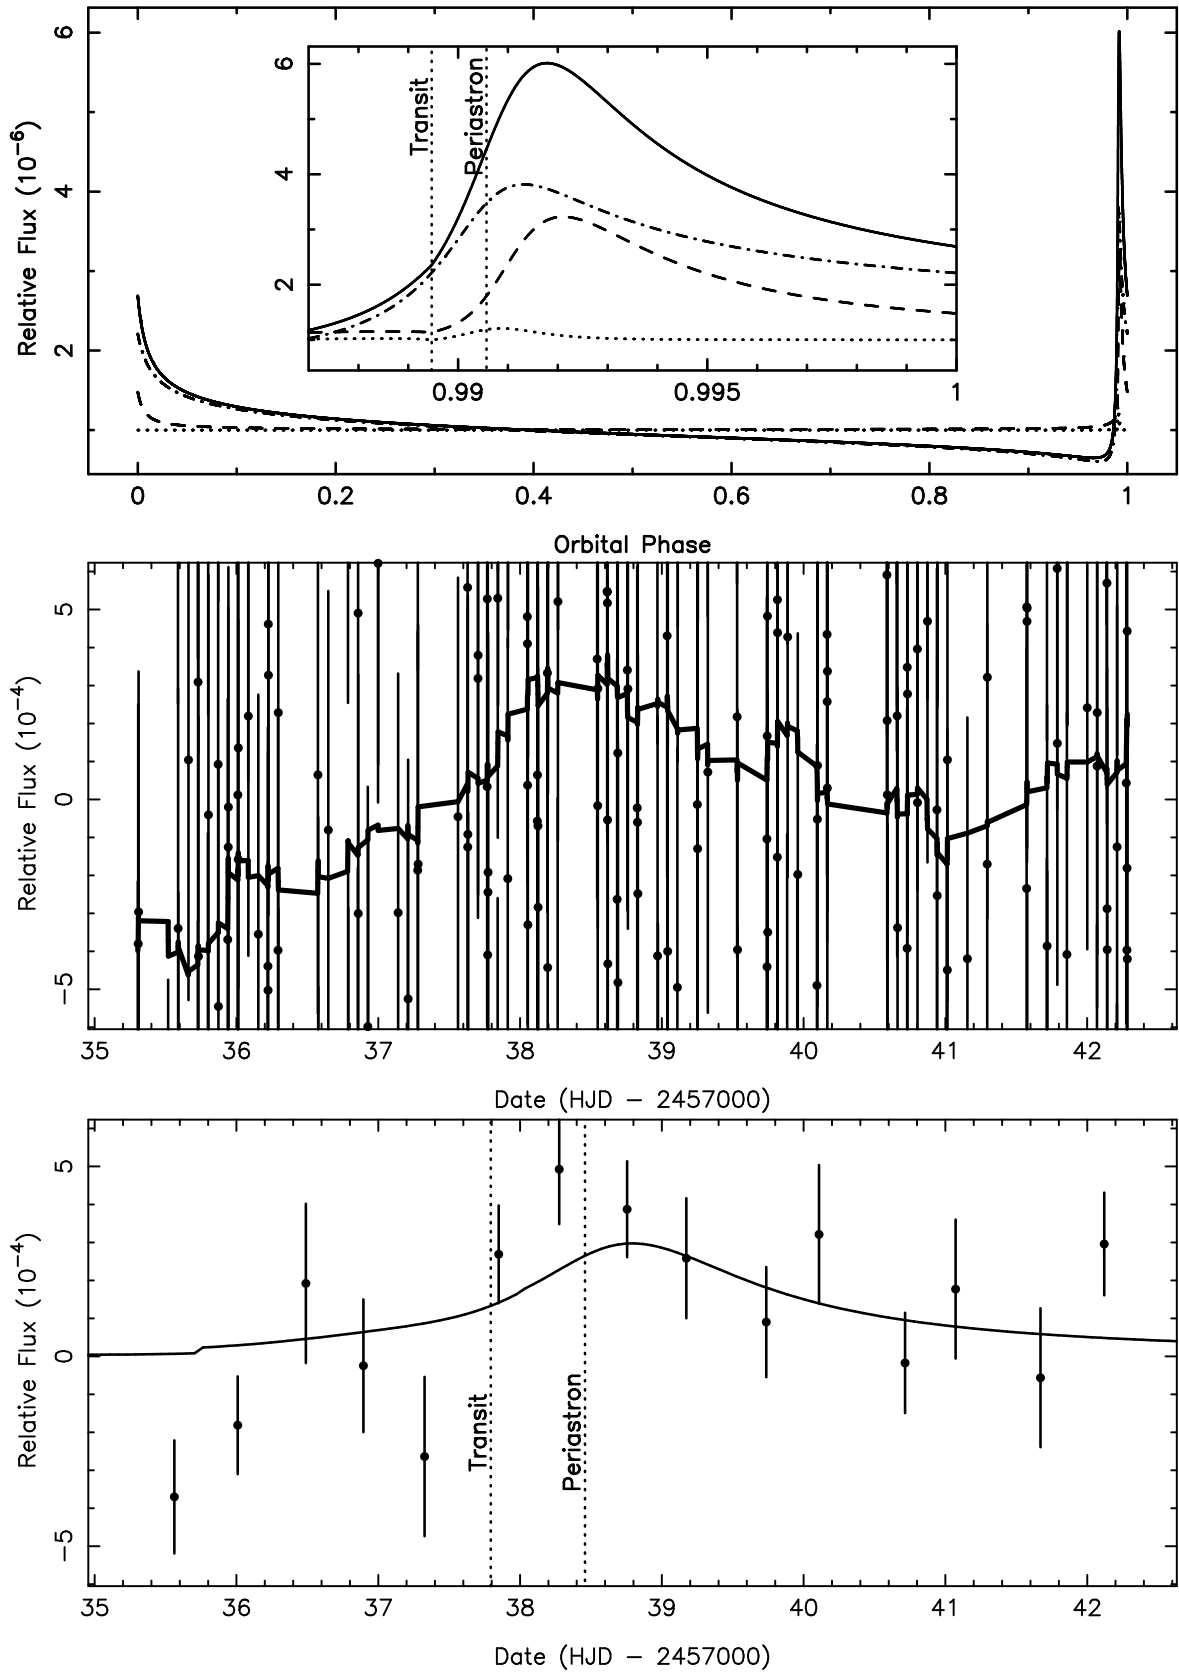 Relative Flux (10⁻⁶)
6
4
2
6
4
2
Transit
Periastron
0.99 0.995 1
0 0.2 0.4 0.6 0.8 1
Orbital Phase
Relative Flux (10⁻⁴)
5
0
−5
35 36 37 38 39 40 41 42
Date (HJD − 2457000)
Relative Flux (10⁻⁴)
5
0
−5
Transit
Periastron
35 36 37 38 39 40 41 42
Date (HJD − 2457000)